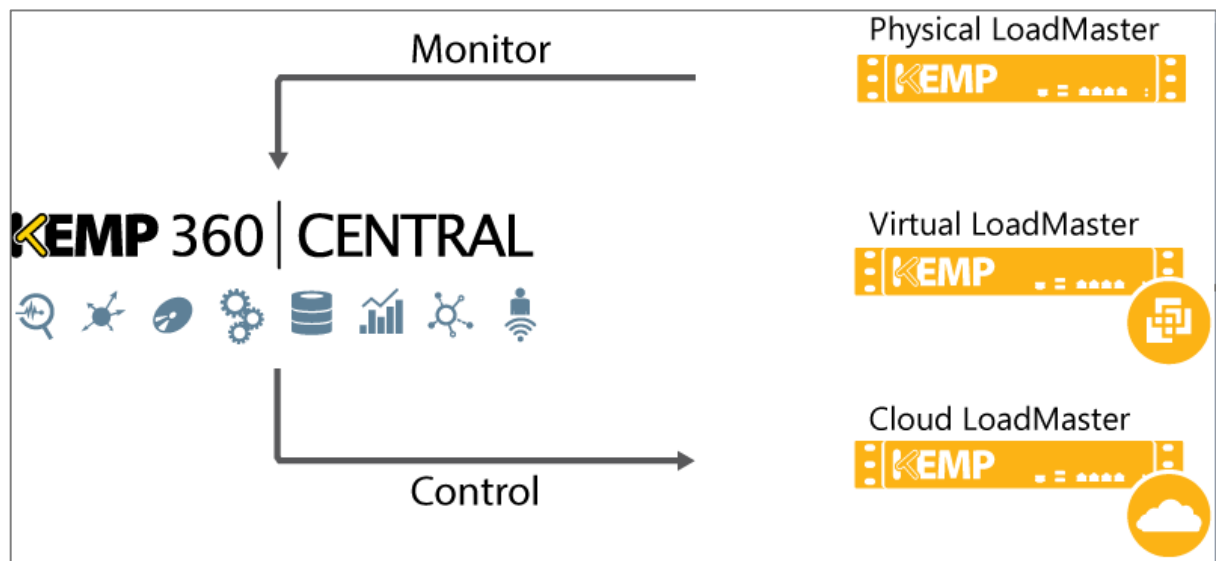 Monitor
Physical LoadMaster
KEMP
KEMP 360 | CENTRAL
Virtual LoadMaster
KEMP
Cloud LoadMaster
KEMP
Control